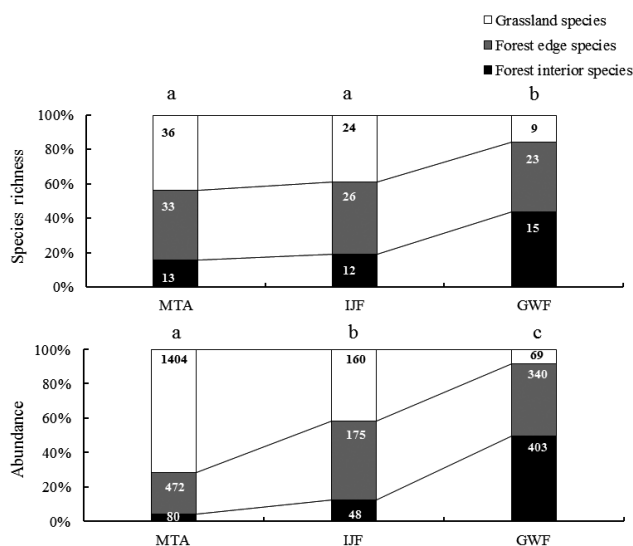 Grassland species
Forest edge species
Forest interior species
a a b
100%
80%
60%
40%
20%
0%
Species richness
36 24 9
33 26 23
13 12 15
MTA IJF GWF
a b c
100%
80%
60%
40%
20%
0%
Abundance
1404 160 69
472 175 340
80 48 403
MTA IJF GWF